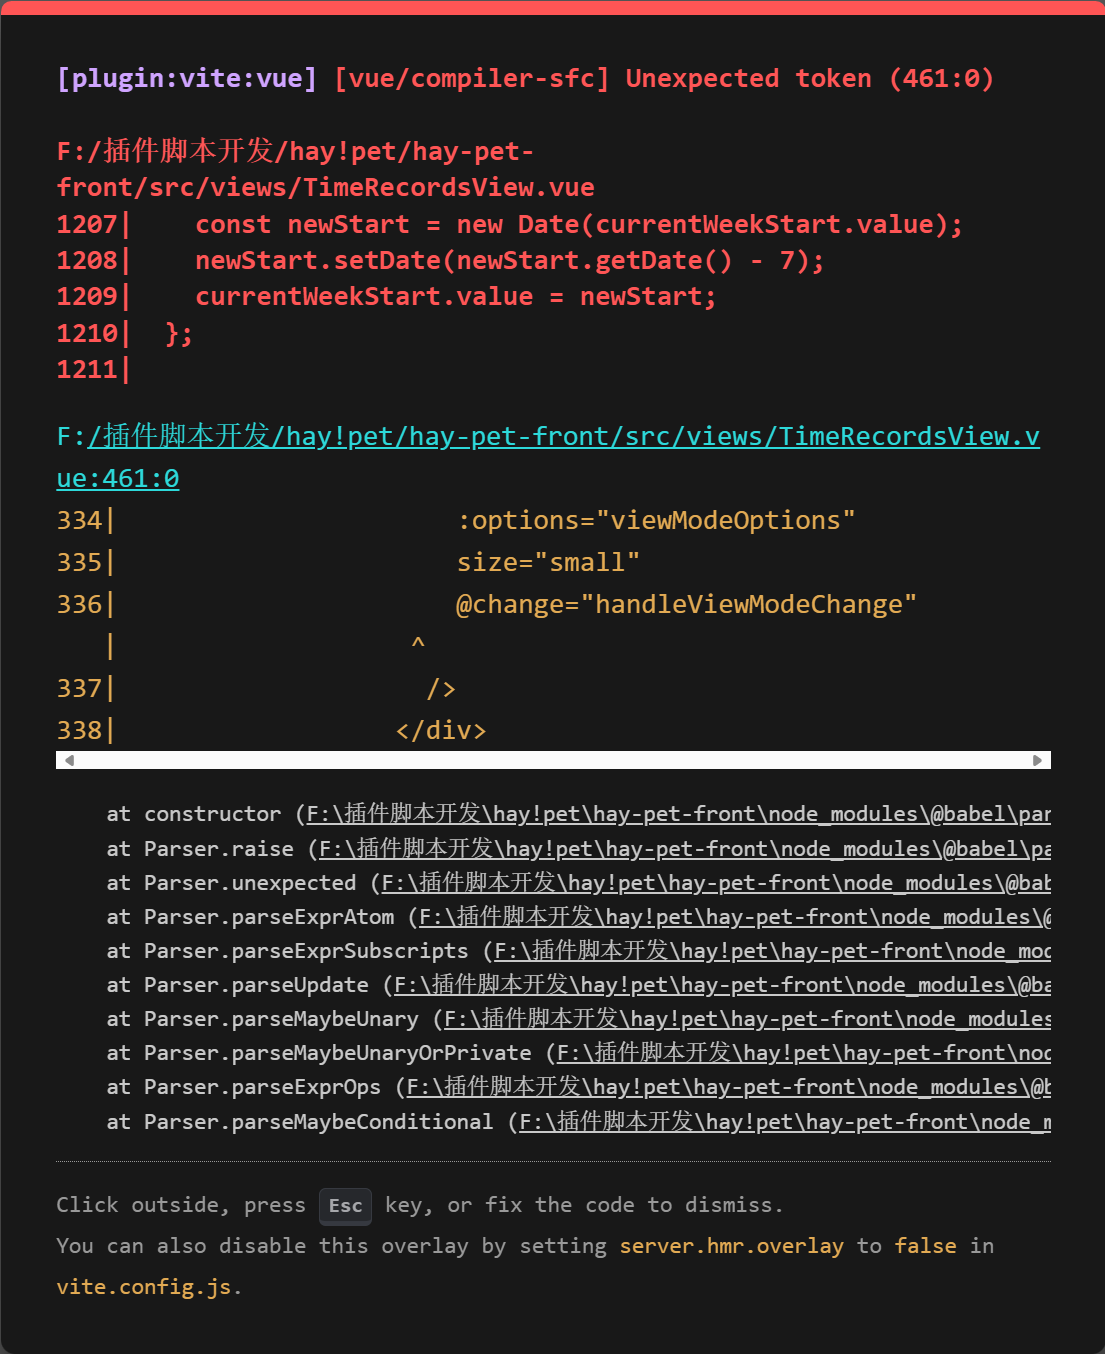 [plugin:vite:vue] [vue/compiler-sfc] Unexpected token (461:0)
F:/插件脚本开发/hay!pet/hay-pet-
front/src/views/TimeRecordsView.vue
1207|    const newStart = new Date(currentWeekStart.value);
1208|    newStart.setDate(newStart.getDate() - 7);
1209|    currentWeekStart.value = newStart;
1210|  };
1211|
F:/插件脚本开发/hay!pet/hay-pet-front/src/views/TimeRecordsView.v
ue:461:0
334|                      :options="viewModeOptions"
335|                      size="small"
336|                      @change="handleViewModeChange"
   |                   ^
337|                    />
338|                  </div>
at constructor (F:\插件脚本开发\hay!pet\hay-pet-front\node_modules\@babel\par
at Parser.raise (F:\插件脚本开发\hay!pet\hay-pet-front\node_modules\@babel\pa
at Parser.unexpected (F:\插件脚本开发\hay!pet\hay-pet-front\node_modules\@bab
at Parser.parseExprAtom (F:\插件脚本开发\hay!pet\hay-pet-front\node_modules\@
at Parser.parseExprSubscripts (F:\插件脚本开发\hay!pet\hay-pet-front\node_mod
at Parser.parseUpdate (F:\插件脚本开发\hay!pet\hay-pet-front\node_modules\@ba
at Parser.parseMaybeUnary (F:\插件脚本开发\hay!pet\hay-pet-front\node_modules
at Parser.parseMaybeUnaryOrPrivate (F:\插件脚本开发\hay!pet\hay-pet-front\nod
at Parser.parseExprOps (F:\插件脚本开发\hay!pet\hay-pet-front\node_modules\@b
at Parser.parseMaybeConditional (F:\插件脚本开发\hay!pet\hay-pet-front\node_m
Click outside, press Esc key, or fix the code to dismiss.
You can also disable this overlay by setting server.hmr.overlay to false in
vite.config.js.